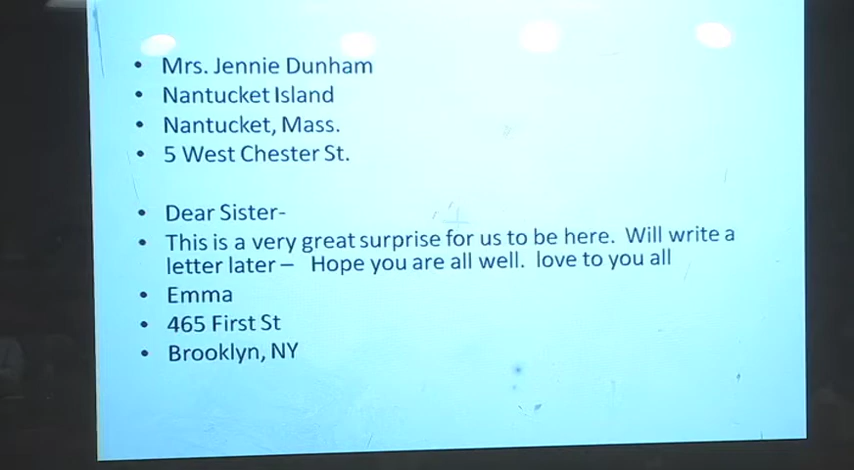 • Mrs. Jennie Dunham
• Nantucket Island
• Nantucket, Mass.
• 5 West Chester St.
• Dear Sister-
• This is a very great surprise for us to be here.  Will write a
letter later –   Hope you are all well.  love to you all
• Emma
• 465 First St
• Brooklyn, NY